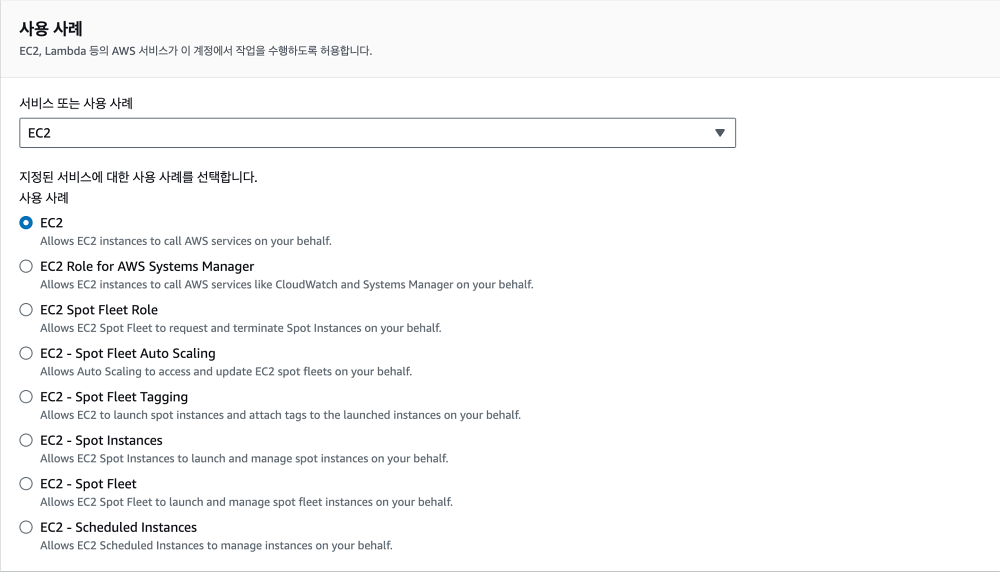 사용 사례
EC2, Lambda 등의 AWS 서비스가 이 계정에서 작업을 수행하도록 허용합니다.
서비스 또는 사용 사례
EC2
지정된 서비스에 대한 사용 사례를 선택합니다.
사용 사례
EC2
Allows EC2 instances to call AWS services on your behalf.
EC2 Role for AWS Systems Manager
Allows EC2 instances to call AWS services like CloudWatch and Systems Manager on your behalf.
EC2 Spot Fleet Role
Allows EC2 Spot Fleet to request and terminate Spot Instances on your behalf.
EC2 - Spot Fleet Auto Scaling
Allows Auto Scaling to access and update EC2 spot fleets on your behalf.
EC2 - Spot Fleet Tagging
Allows EC2 to launch spot instances and attach tags to the launched instances on your behalf.
EC2 - Spot Instances
Allows EC2 Spot Instances to launch and manage spot instances on your behalf.
EC2 - Spot Fleet
Allows EC2 Spot Fleet to launch and manage spot fleet instances on your behalf.
EC2 - Scheduled Instances
Allows EC2 Scheduled Instances to manage instances on your behalf.